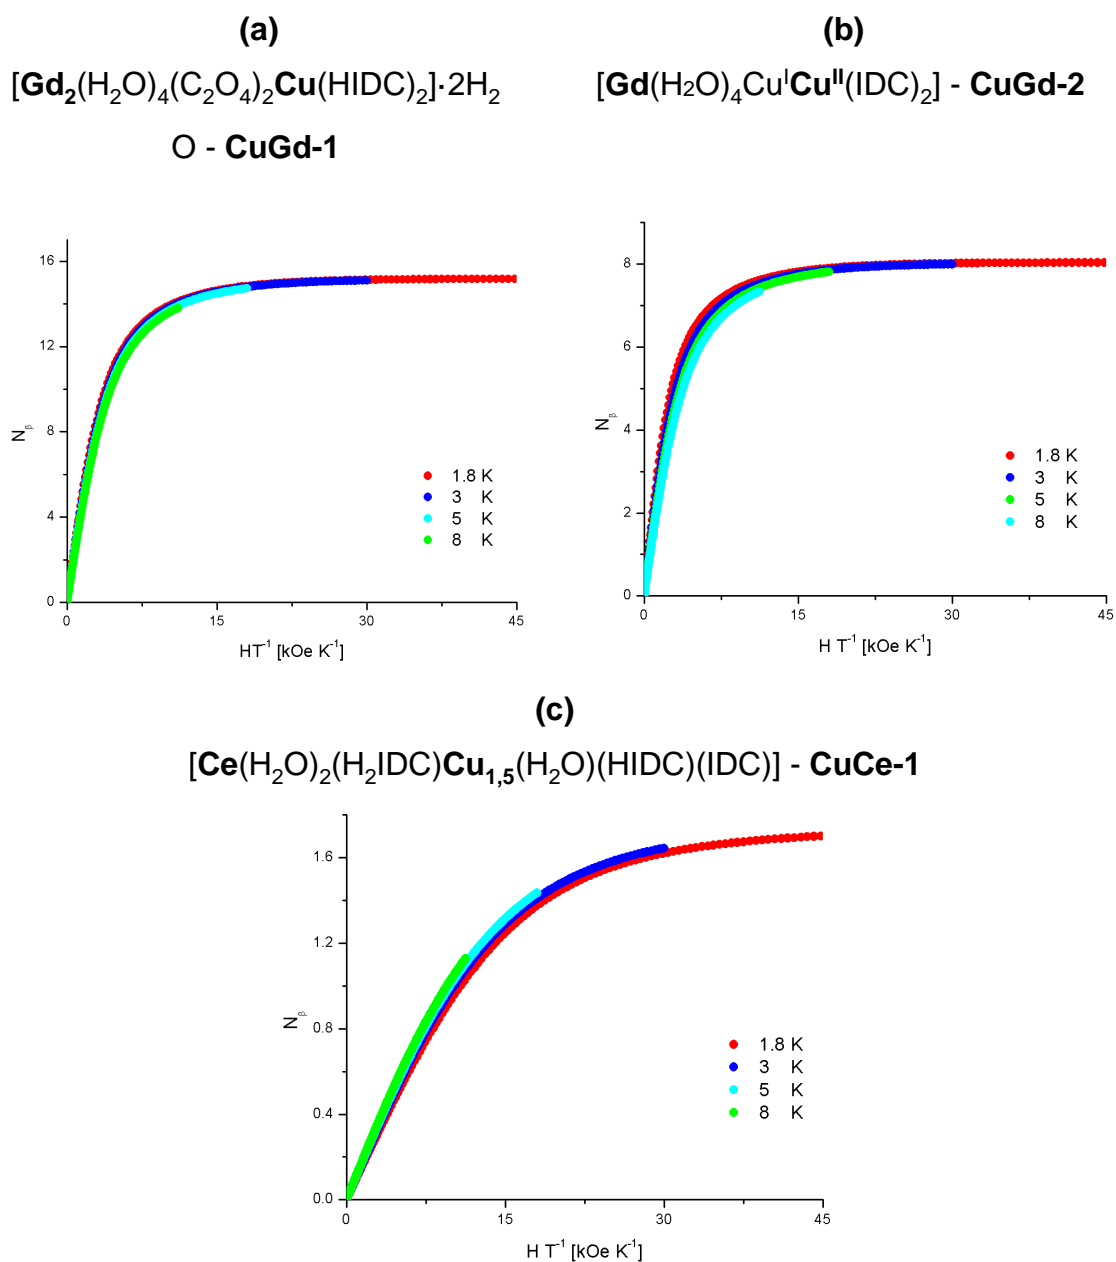 (a)
[Gd₂(H₂O)₄(C₂O₄)₂Cu(HIDC)₂]·2H₂
O - CuGd-1
16
12
8
4
0
N_β
1.8 K
3 K
5 K
8 K
0 15 30 45
HT⁻¹ [kOe K⁻¹]
(b)
[Gd(H2O)₄CuᴵCuᴵᴵ(IDC)₂] - CuGd-2
8
6
4
2
0
N_β
1.8 K
3 K
5 K
8 K
0 15 30 45
H T⁻¹ [kOe K⁻¹]
(c)
[Ce(H₂O)₂(H₂IDC)Cu₁,₅(H₂O)(HIDC)(IDC)] - CuCe-1
1.6
1.2
0.8
0.4
0.0
N_β
1.8 K
3 K
5 K
8 K
0 15 30 45
H T⁻¹ [kOe K⁻¹]